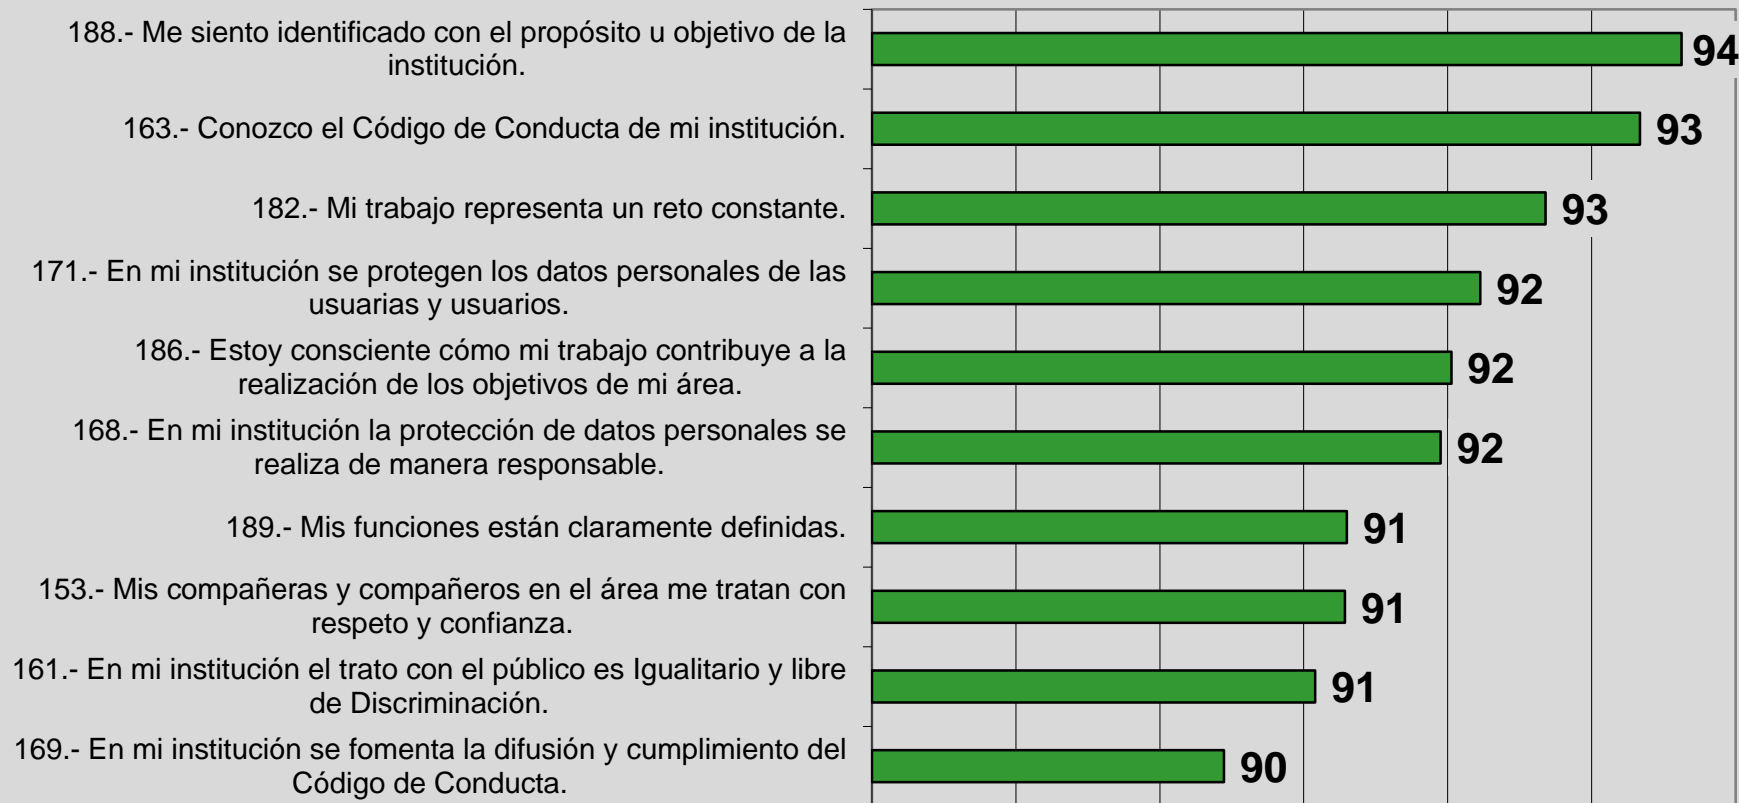 188.- Me siento identificado con el propósito u objetivo de la
institución.
94
163.- Conozco el Código de Conducta de mi institución.
93
182.- Mi trabajo representa un reto constante.
93
171.- En mi institución se protegen los datos personales de las
usuarias y usuarios.
92
186.- Estoy consciente cómo mi trabajo contribuye a la
realización de los objetivos de mi área.
92
168.- En mi institución la protección de datos personales se
realiza de manera responsable.
92
189.- Mis funciones están claramente definidas.
91
153.- Mis compañeras y compañeros en el área me tratan con
respeto y confianza.
91
161.- En mi institución el trato con el público es Igualitario y libre
de Discriminación.
91
169.- En mi institución se fomenta la difusión y cumplimiento del
Código de Conducta.
90